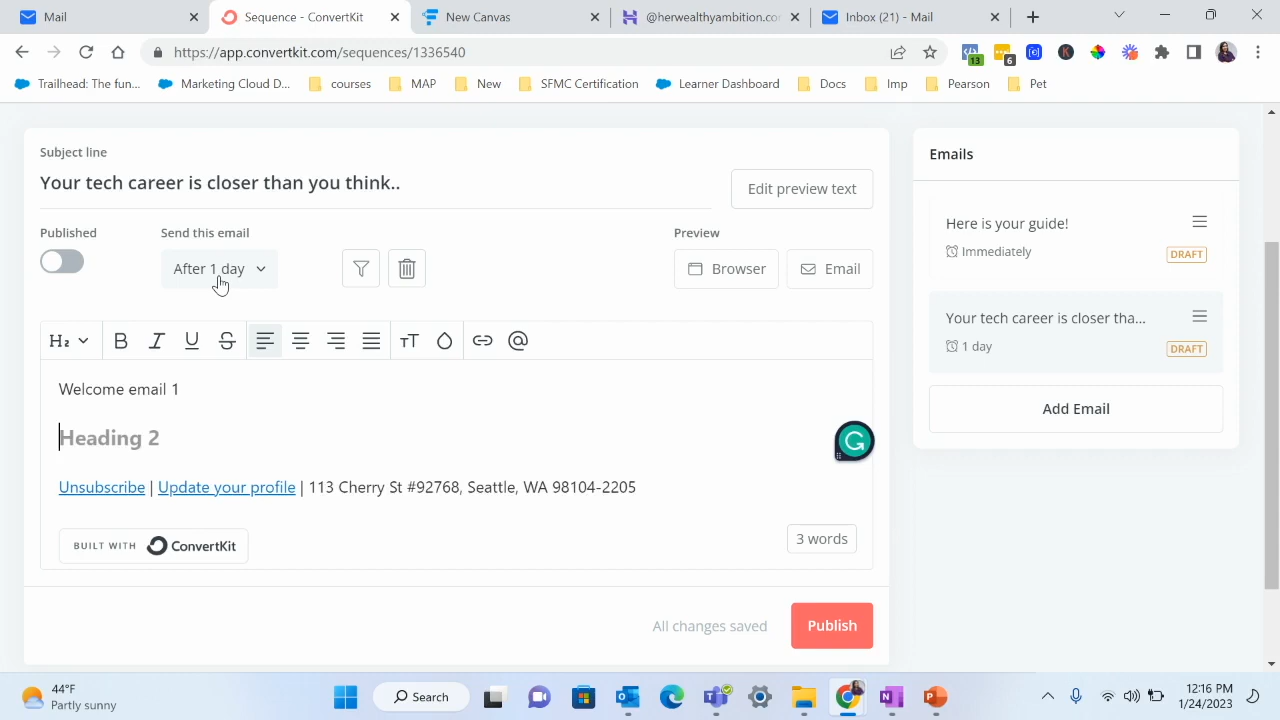 Mail
Sequence - ConvertKit
New Canvas
@herwealthyambition.co
Inbox (21) - Mail
https://app.convertkit.com/sequences/1336540
13
6
Trailhead: The fun...
Marketing Cloud D...
courses
MAP
New
SFMC Certification
Learner Dashboard
Docs
Imp
Pearson
Pet
Subject line
Your tech career is closer than you think..
Edit preview text
Published
Send this email
Preview
After 1 day
Browser
Email
H2
B I U S
TT
@
Welcome email 1
Heading 2
Unsubscribe | Update your profile | 113 Cherry St #92768, Seattle, WA 98104-2205
BUILT WITH ConvertKit
3 words
All changes saved
Publish
Emails
Here is your guide!
Immediately
DRAFT
Your tech career is closer tha...
1 day
DRAFT
Add Email
44°F
Partly sunny
Search
12:16 PM
1/24/2023